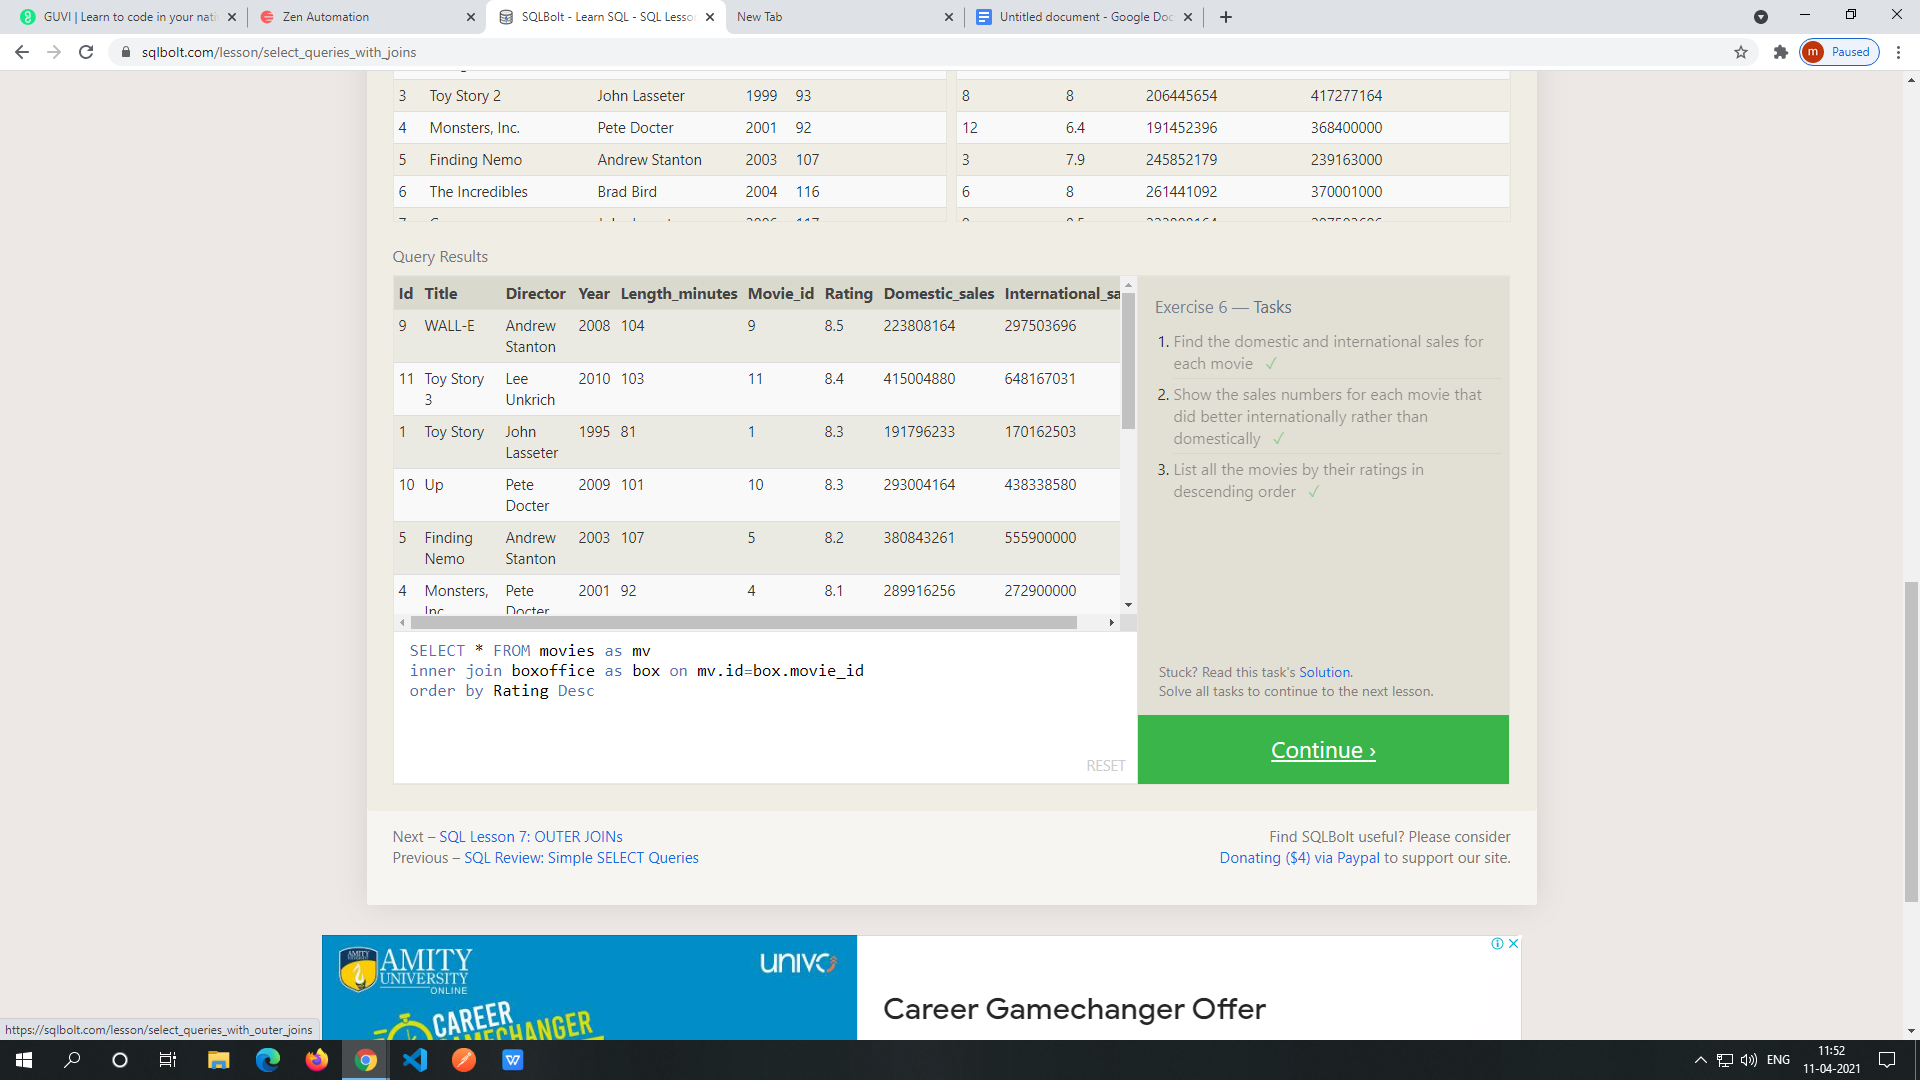 GUVI | Learn to code in your nati
Zen Automation
SQLBolt - Learn SQL - SQL Lesso
New Tab
Untitled document - Google Doc
sqlbolt.com/lesson/select_queries_with_joins
m Paused
3 Toy Story 2 John Lasseter 1999 93 8 8 206445654 417277164
4 Monsters, Inc. Pete Docter 2001 92 12 6.4 191452396 368400000
5 Finding Nemo Andrew Stanton 2003 107 3 7.9 245852179 239163000
6 The Incredibles Brad Bird 2004 116 6 8 261441092 370001000
Query Results
Id Title Director Year Length_minutes Movie_id Rating Domestic_sales International_sa
9 WALL-E Andrew Stanton 2008 104 9 8.5 223808164 297503696
11 Toy Story 3 Lee Unkrich 2010 103 11 8.4 415004880 648167031
1 Toy Story John Lasseter 1995 81 1 8.3 191796233 170162503
10 Up Pete Docter 2009 101 10 8.3 293004164 438338580
5 Finding Nemo Andrew Stanton 2003 107 5 8.2 380843261 555900000
4 Monsters, Inc. Pete Docter 2001 92 4 8.1 289916256 272900000
SELECT * FROM movies as mv
inner join boxoffice as box on mv.id=box.movie_id
order by Rating Desc
RESET
Exercise 6 — Tasks
1. Find the domestic and international sales for
each movie ✓
2. Show the sales numbers for each movie that
did better internationally rather than
domestically ✓
3. List all the movies by their ratings in
descending order ✓
Stuck? Read this task's Solution.
Solve all tasks to continue to the next lesson.
Continue ›
Next – SQL Lesson 7: OUTER JOINs
Previous – SQL Review: Simple SELECT Queries
Find SQLBolt useful? Please consider
Donating ($4) via Paypal to support our site.
AMITY
UNIVERSITY
ONLINE
univo
CAREER
GAMECHANGER
Career Gamechanger Offer
https://sqlbolt.com/lesson/select_queries_with_outer_joins
ENG
11:52
11-04-2021